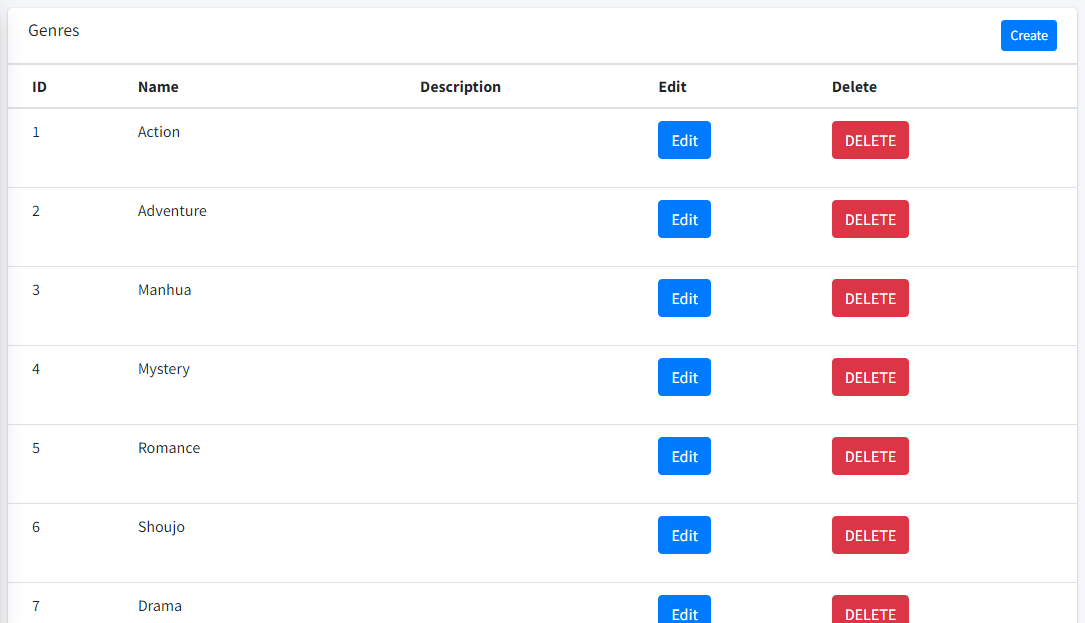 Genres Create
ID Name Description Edit Delete
1 Action Edit DELETE
2 Adventure Edit DELETE
3 Manhua Edit DELETE
4 Mystery Edit DELETE
5 Romance Edit DELETE
6 Shoujo Edit DELETE
7 Drama Edit DELETE